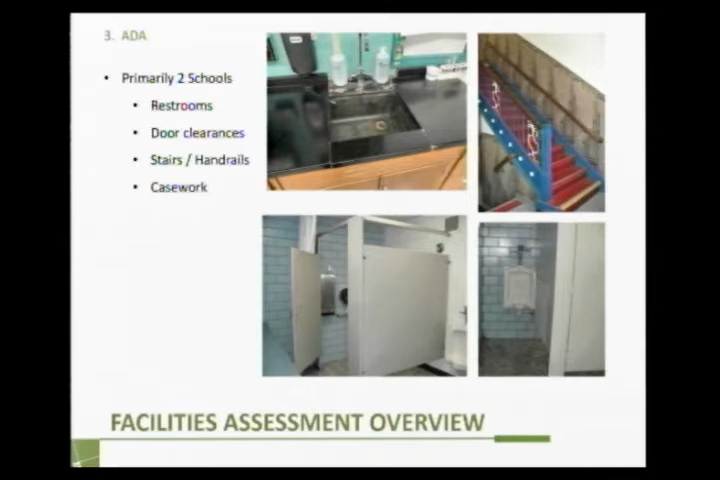 3. ADA
• Primarily 2 Schools
• Restrooms
• Door clearances
• Stairs / Handrails
• Casework
FACILITIES ASSESSMENT OVERVIEW